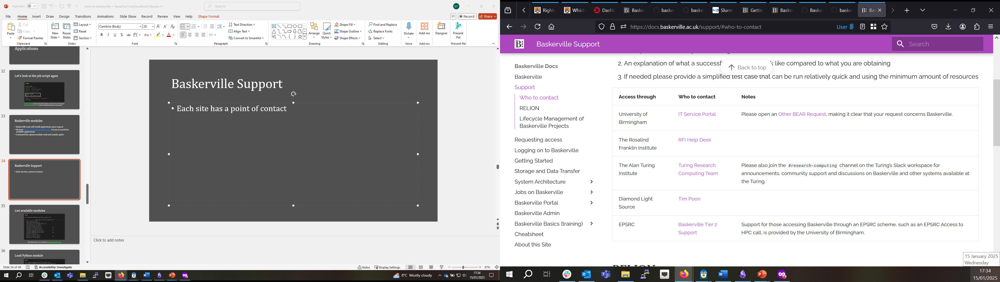 AutoSave Off intro-to-baskerville • Saved to \\wsl.localhost\Ubuntu Search GY
File Home Insert Draw Design Transitions Animations Slide Show Record Review View Help Shape Format Record Share
Paste Cut Copy Format Painter Clipboard
New Slide Reuse Slides Layout Reset Section Slides
Cambria (Body) 28 Font
Text Direction Align Text Convert to SmartArt Paragraph
Arrange Quick Styles Shape Fill Shape Outline Shape Effects Drawing
Find and Replace Replace Fonts Select Editing
Dictate Voice
Add-ins Add-ins
Designer
Present Pal Present Pal
Applications
32
Let's look at the job script again
33
Baskerville modules
• Baskerville team will install applications upon request
• We have for you to search for
available applications
• Command line options module avail and module spider
34
Baskerville Support
• Each site has a point of contact
35
List available modules
36
Load Python module
Baskerville Support
• Each site has a point of contact
Click to add notes
Slide 34 of 48 Accessibility: Investigate Notes Display Settings 87%
8°C Mostly cloudy 17:34
15/01/2025
Rights Which Dashb Baske baske baske Slurm Gettin Basker Basker baske Bas
https://docs.baskerville.ac.uk/support/#who-to-contact User
Baskerville Support Search
Baskerville Docs
Baskerville
Support
Who to contact
RELION
Lifecycle Management of
Baskerville Projects
Requesting access
Logging on to Baskerville
Getting Started
Storage and Data Transfer
System Architecture
Jobs on Baskerville
Baskerville Portal
Baskerville Admin
Baskerville Basics (training)
Cheatsheet
About this Site
2. An explanation of what a successf k like compared to what you are obtaining
Back to top
3. If needed please provide a simplified test case that can be run relatively quick and using the minimum amount of resources
Access through Who to contact Notes
University of
Birmingham
IT Service Portal
Please open an Other BEAR Request, making it clear that your request concerns Baskerville.
The Rosalind
Franklin Institute
RFI Help Desk
The Alan Turing
Institute
Turing Research
Computing Team
Please also join the #research-computing channel on the Turing's Slack workspace for
announcements, community support and discussions on Baskerville and other systems available at
the Turing.
Diamond Light
Source
Tim Poon
EPSRC
Baskerville Tier 2
Support
Support for those accessing Baskerville through an EPSRC scheme, such as an EPSRC Access to
HPC call, is provided by the University of Birmingham.
RELION
15 January 2025
Wednesday
17:34
15/01/2025